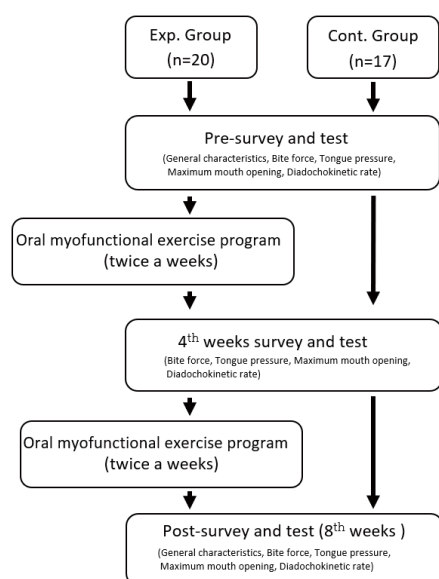 Exp. Group
(n=20)
Cont. Group
(n=17)
Pre-survey and test
(General characteristics, Bite force, Tongue pressure,
Maximum mouth opening, Diadochokinetic rate)
Oral myofunctional exercise program
(twice a weeks)
4th weeks survey and test
(Bite force, Tongue pressure, Maximum mouth opening,
Diadochokinetic rate)
Oral myofunctional exercise program
(twice a weeks)
Post-survey and test (8th weeks )
(General characteristics, Bite force, Tongue pressure,
Maximum mouth opening, Diadochokinetic rate)